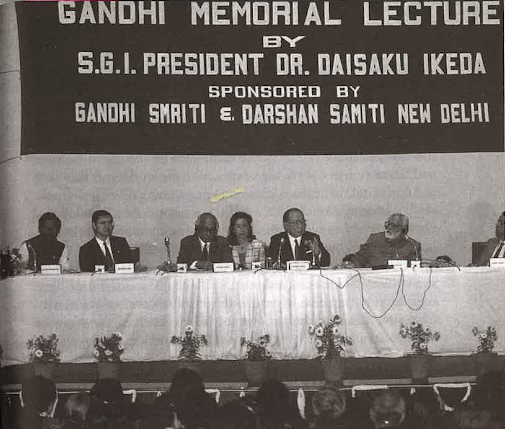 GANDHI MEMORIAL LECTURE
BY
S.G.I. PRESIDENT DR. DAISAKU IKEDA
SPONSORED BY
GANDHI SMRITI & DARSHAN SAMITI NEW DELHI